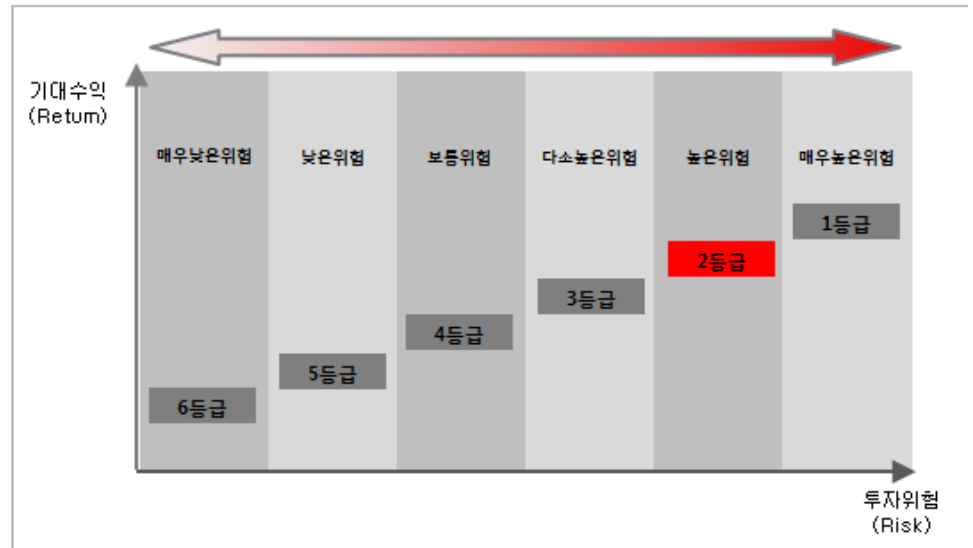 기대수익
(Retum)
매우낮은위험
낮은위험
보통위험
다소높은위험
높은위험
매우높은위험
1등급
2등급
3등급
4등급
5등급
6등급
투자위험
(Risk)